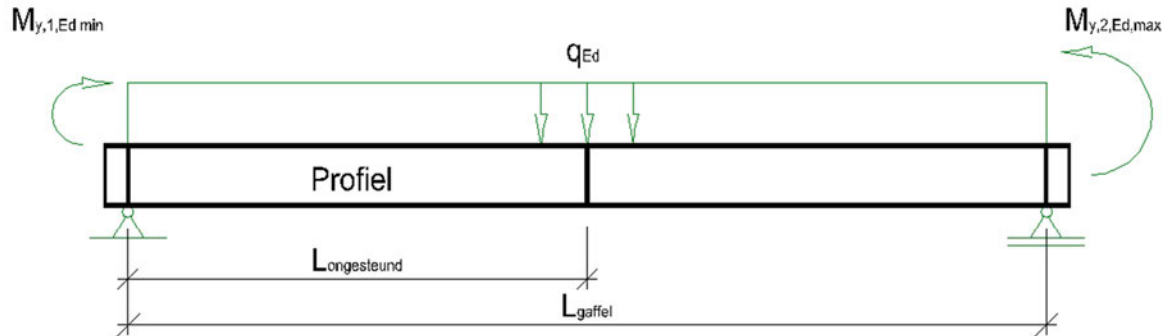 My,1,Ed min
My,2,Ed,max
qEd
Profiel
Longesteund
Lgaffel